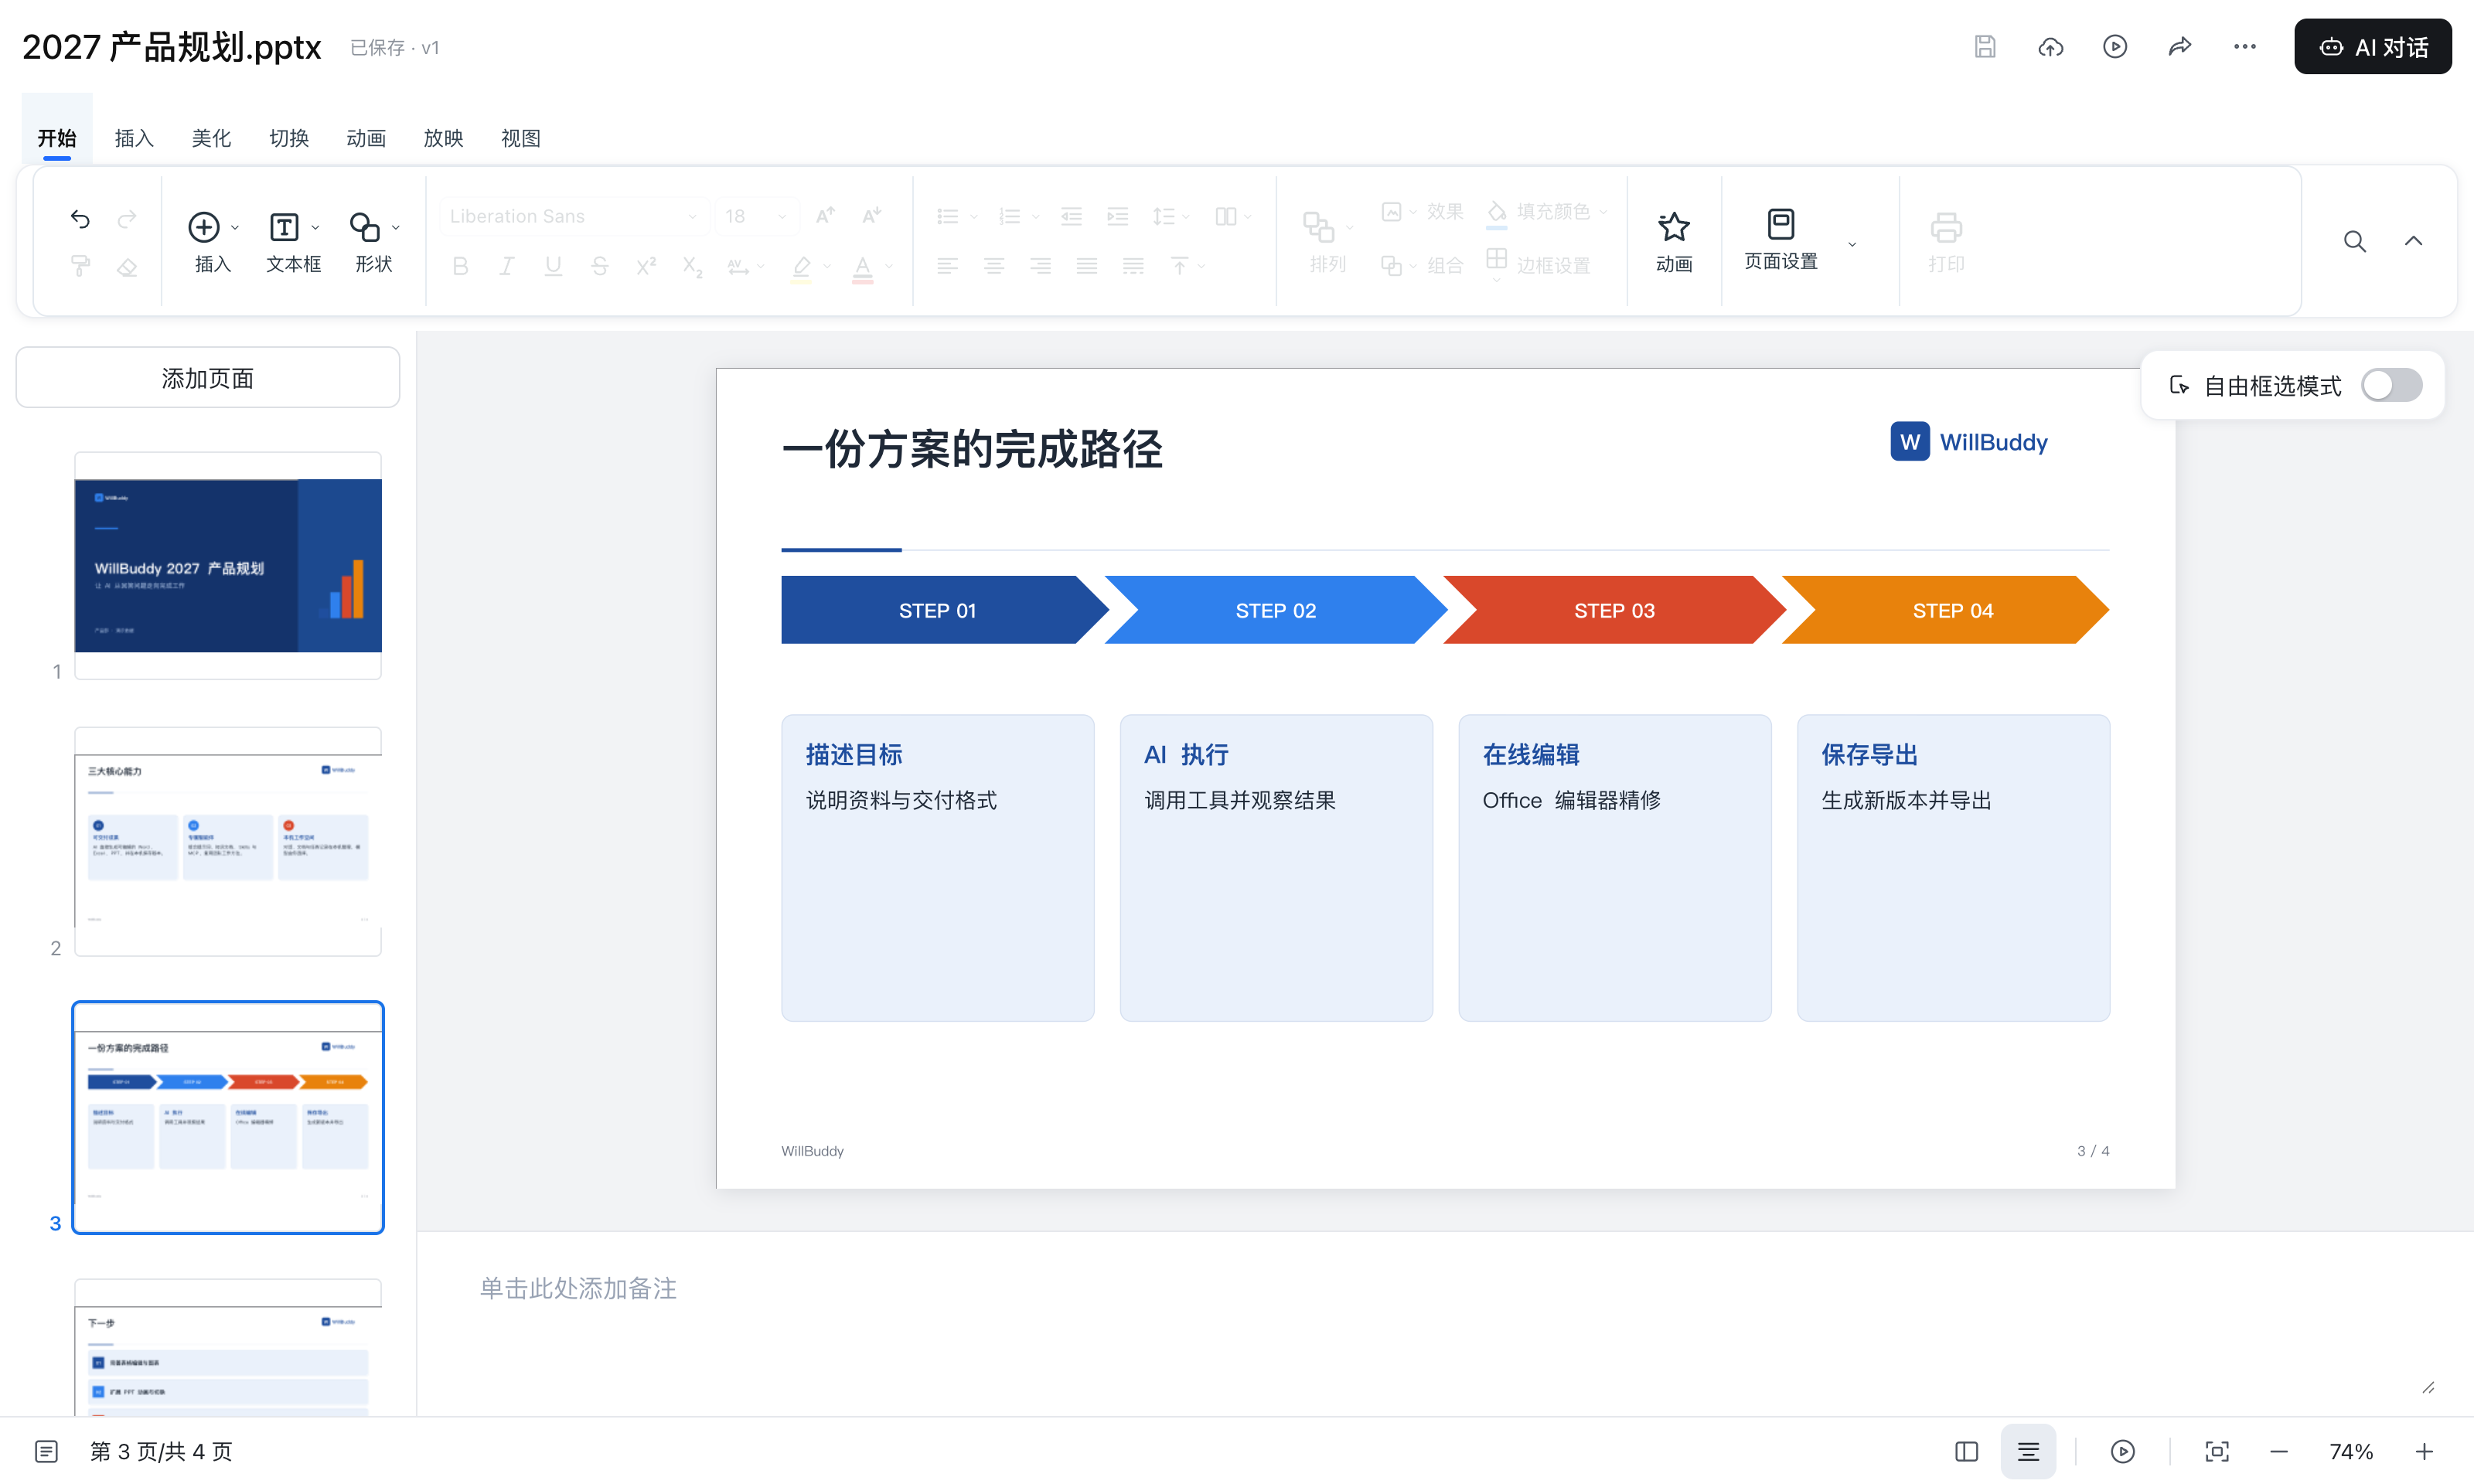 2027 产品规划.pptx
已保存 · v1
AI 对话
开始
插入
美化
切换
动画
放映
视图
Liberation Sans
18
插入
文本框
形状
排列
效果
填充颜色
组合
边框设置
动画
页面设置
打印
添加页面
自由框选模式
WillBuddy 2027 产品规划
1
三大核心能力
2
一份方案的完成路径
3
下一步
一份方案的完成路径
W WillBuddy
STEP 01
STEP 02
STEP 03
STEP 04
描述目标
说明资料与交付格式
AI 执行
调用工具并观察结果
在线编辑
Office 编辑器精修
保存导出
生成新版本并导出
WillBuddy
3 / 4
单击此处添加备注
第 3 页/共 4 页
74%